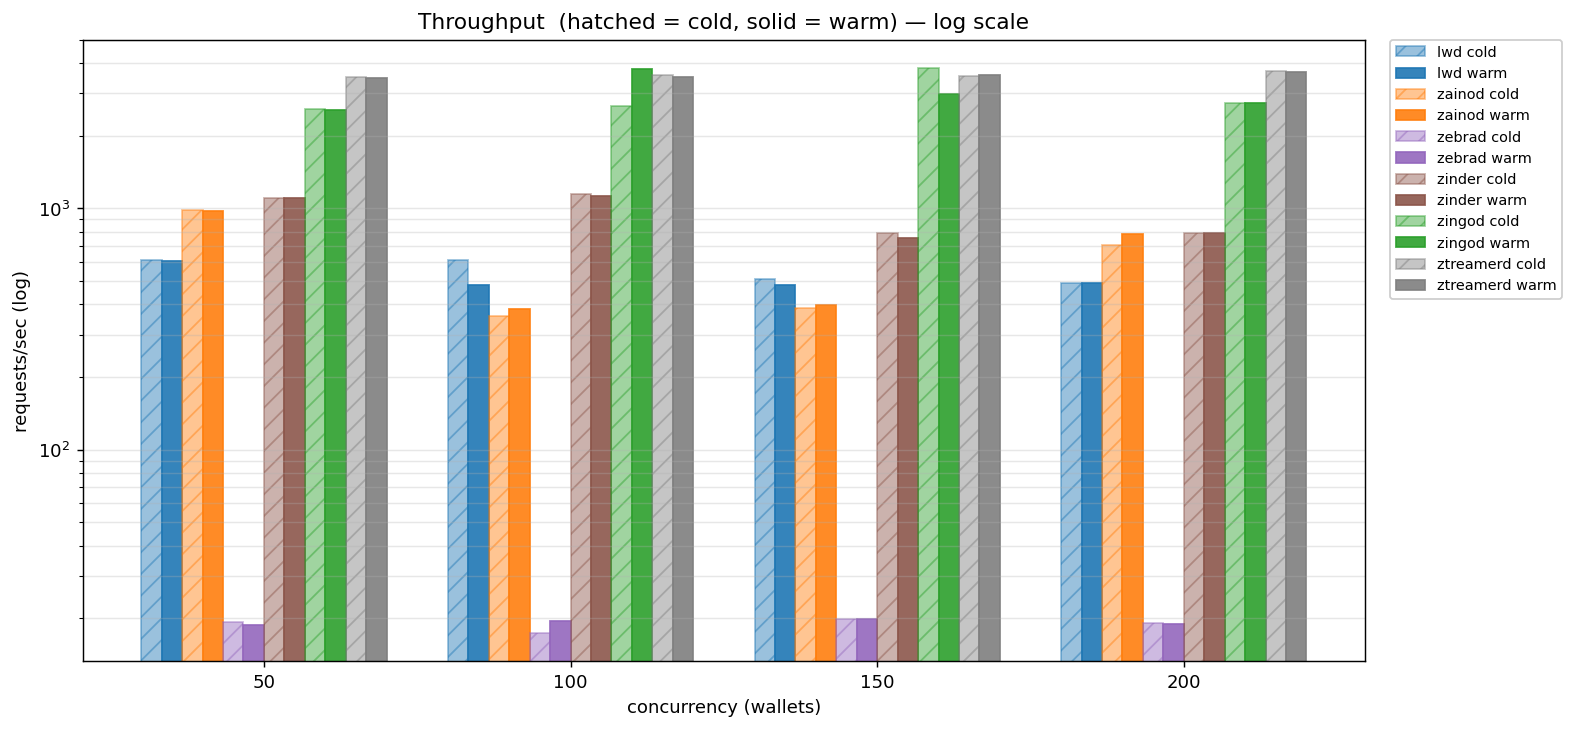 Throughput  (hatched = cold, solid = warm) — log scale
requests/sec (log)
10³
10²
50
100
150
200
concurrency (wallets)
lwd cold
lwd warm
zainod cold
zainod warm
zebrad cold
zebrad warm
zinder cold
zinder warm
zingod cold
zingod warm
ztreamerd cold
ztreamerd warm